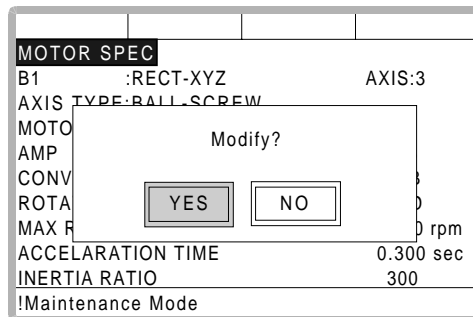 MOTOR SPEC
B1 :RECT-XYZ AXIS:3
AXIS TYPE:BALL-SCREW
MOTO
Modify?
AMP
CONV
ROTA
YES NO
MAX R 0 rpm
ACCELARATION TIME 0.300 sec
INERTIA RATIO 300
!Maintenance Mode